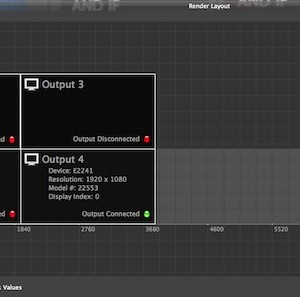 AND IF
AND IF
Render Layout
Output 3
Output Disconnected
Output 4
Device: E2241
Resolution: 1920 x 1080
Model #: 22553
Display Index: 0
Output Connected
1840 2760 3680 4600 5520
Values